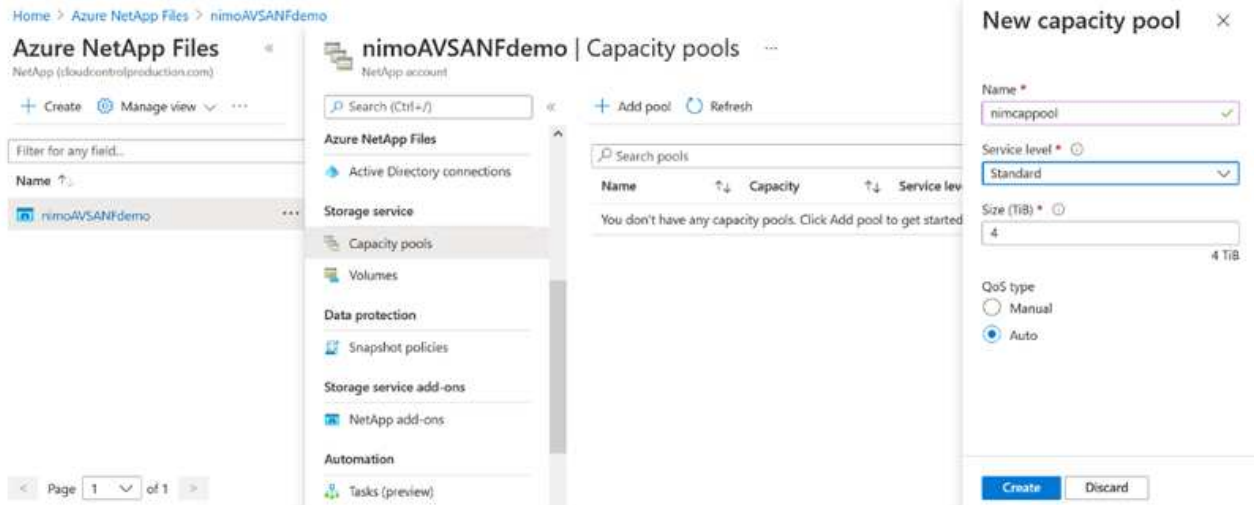 Home > Azure NetApp Files > nimoAVSANFdemo
Azure NetApp Files «
NetApp (cloudcontrolproduction.com)
+ Create Manage view ...
Filter for any field...
Name ↑↓
nimoAVSANFdemo ...
< Page 1 of 1 >
nimoAVSANFdemo | Capacity pools ...
NetApp account
Search (Ctrl+/) «
Azure NetApp Files
Active Directory connections
Storage service
Capacity pools
Volumes
Data protection
Snapshot policies
Storage service add-ons
NetApp add-ons
Automation
Tasks (preview)
+ Add pool Refresh
Search pools
Name ↑↓ Capacity ↑↓ Service lev
You don't have any capacity pools. Click Add pool to get started
New capacity pool ×
Name *
nimcappool
Service level *
Standard
Size (TiB) *
4
4 TiB
QoS type
Manual
Auto
Create Discard